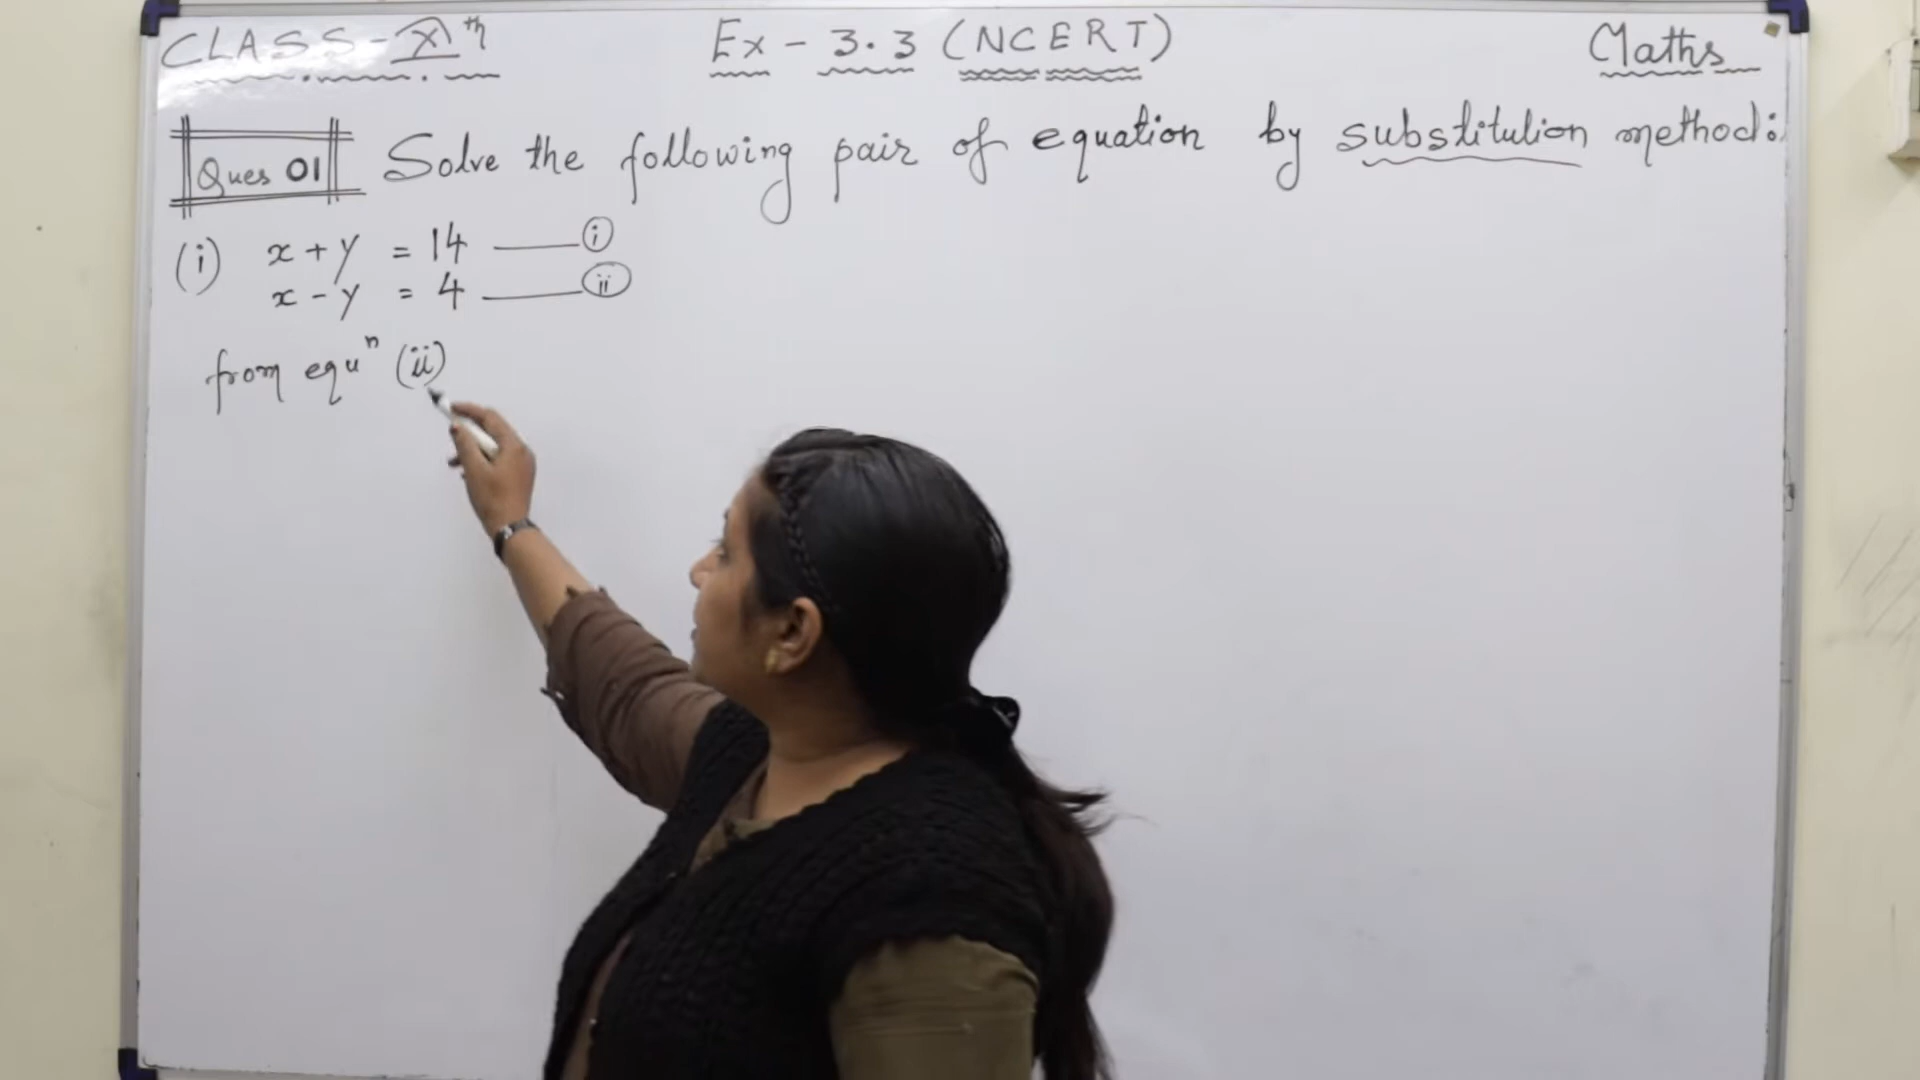 CLASS - Xth Ex - 3.3 (NCERT) Maths
Ques 01 Solve the following pair of equation by substitution method:
(i) x + y = 14 —— (i)
x - y = 4 —— (ii)
from equn (ii)